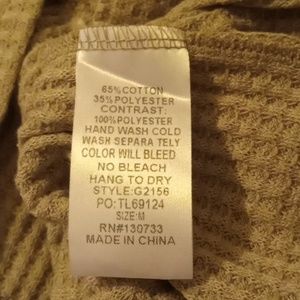 65%COTTON
35%POLYESTER
CONTRAST:
100%POLYESTER
HAND WASH COLD
WASH SEPARA TELY
COLOR WILL BLEED
NO BLEACH
HANG TO DRY
STYLE:G2156
PO:TL69124
SIZE:M
RN#130733
MADE IN CHINA